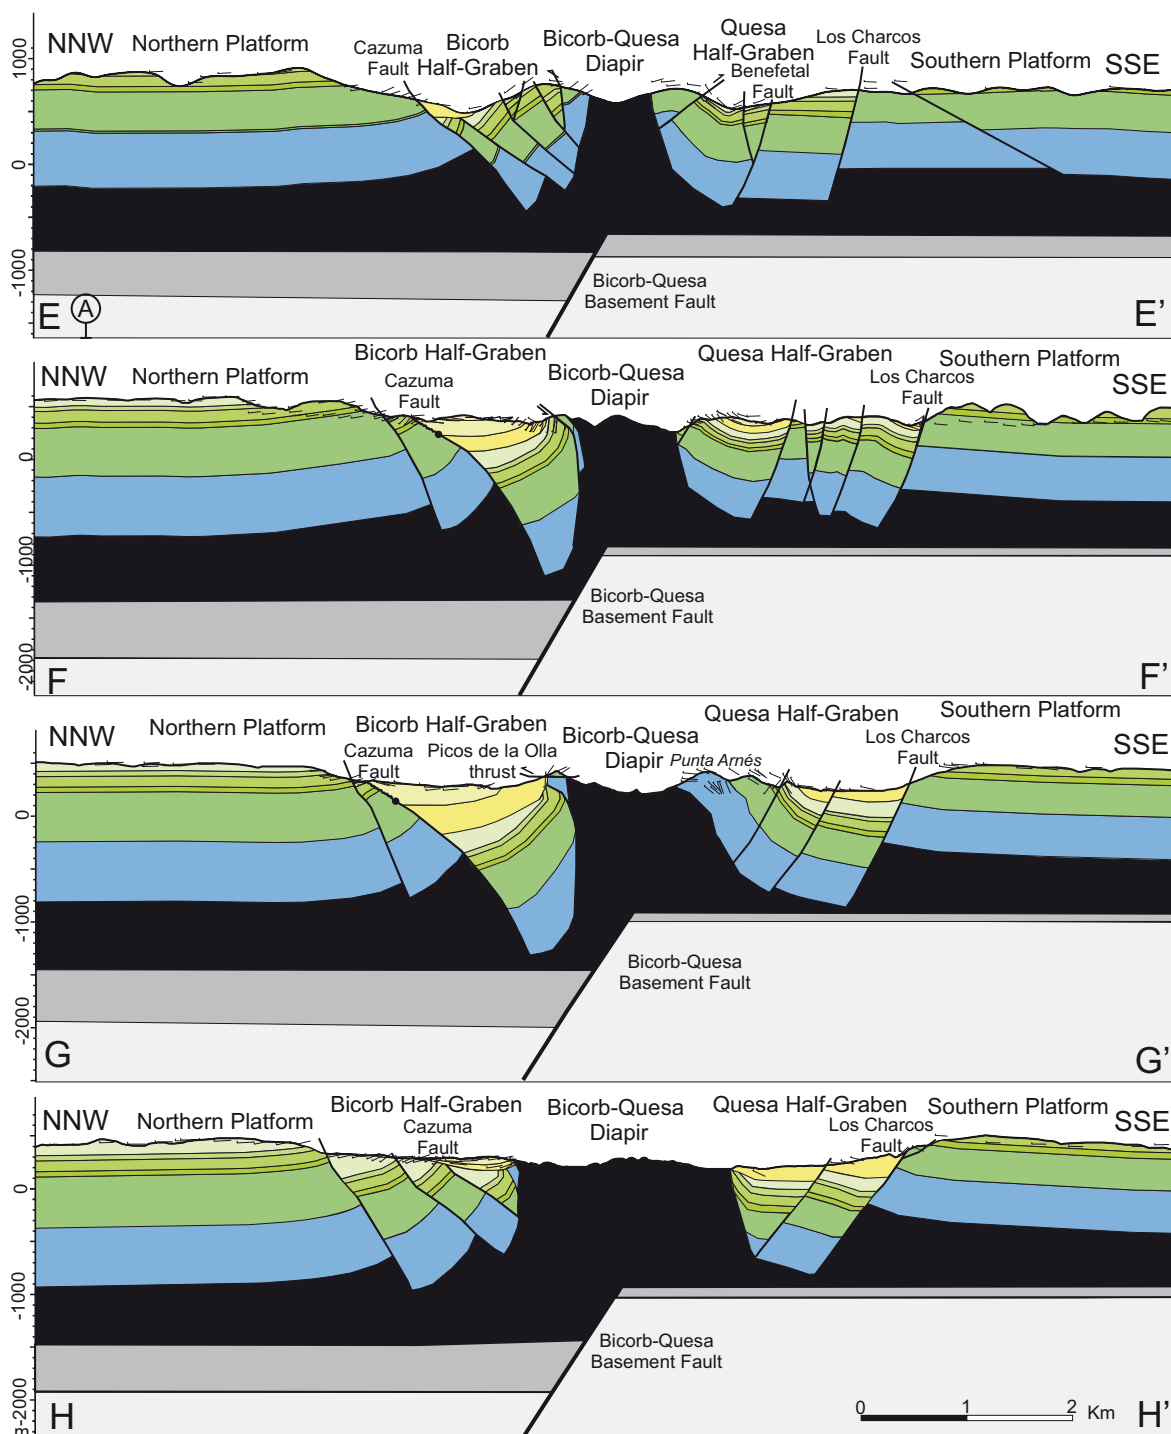 NNW
Northern Platform
Cazuma
Fault
Bicorb
Half-Graben
Bicorb-Quesa
Diapir
Quesa
Half-Graben
Benefetal
Fault
Los Charcos
Fault
Southern Platform
SSE
1000
0
-1000
Bicorb-Quesa
Basement Fault
E
A
E’
NNW
Northern Platform
Bicorb Half-Graben
Cazuma
Fault
Bicorb-Quesa
Diapir
Quesa Half-Graben
Los Charcos
Fault
Southern Platform
SSE
0
-1000
-2000
Bicorb-Quesa
Basement Fault
F
F’
NNW
Northern Platform
Bicorb Half-Graben
Cazuma
Fault
Picos de la Olla
thrust
Bicorb-Quesa
Diapir
Punta Arnés
Quesa Half-Graben
Los Charcos
Fault
Southern Platform
SSE
0
-1000
-2000
Bicorb-Quesa
Basement Fault
G
G’
NNW
Northern Platform
Bicorb Half-Graben
Cazuma
Fault
Bicorb-Quesa
Diapir
Quesa Half-Graben
Los Charcos
Fault
Southern Platform
SSE
0
-1000
-2000
m
Bicorb-Quesa
Basement Fault
0 1 2 Km
H
H’